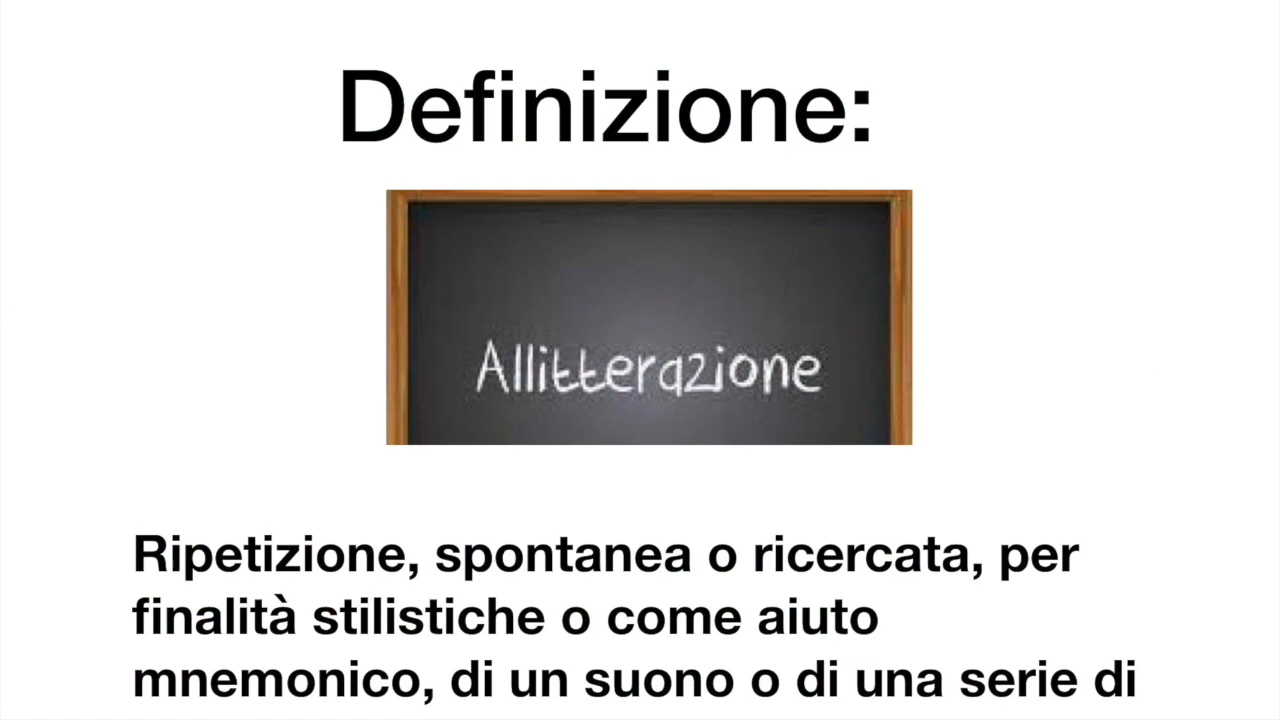 Definizione:
Allitterazione
Ripetizione, spontanea o ricercata, per
finalità stilistiche o come aiuto
mnemonico, di un suono o di una serie di